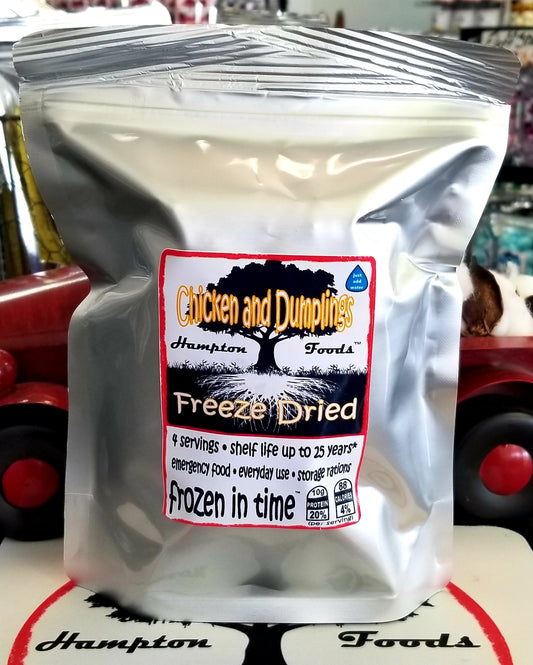 just
add
water
Chicken and Dumplings
Hampton Foods™
Freeze Dried
4 servings • shelf life up to 25 years*
emergency food • everyday use • storage rations
frozen in time™
10g
PROTEIN
20%
88
CALORIES
4%
(per serving)
Hampton Foods